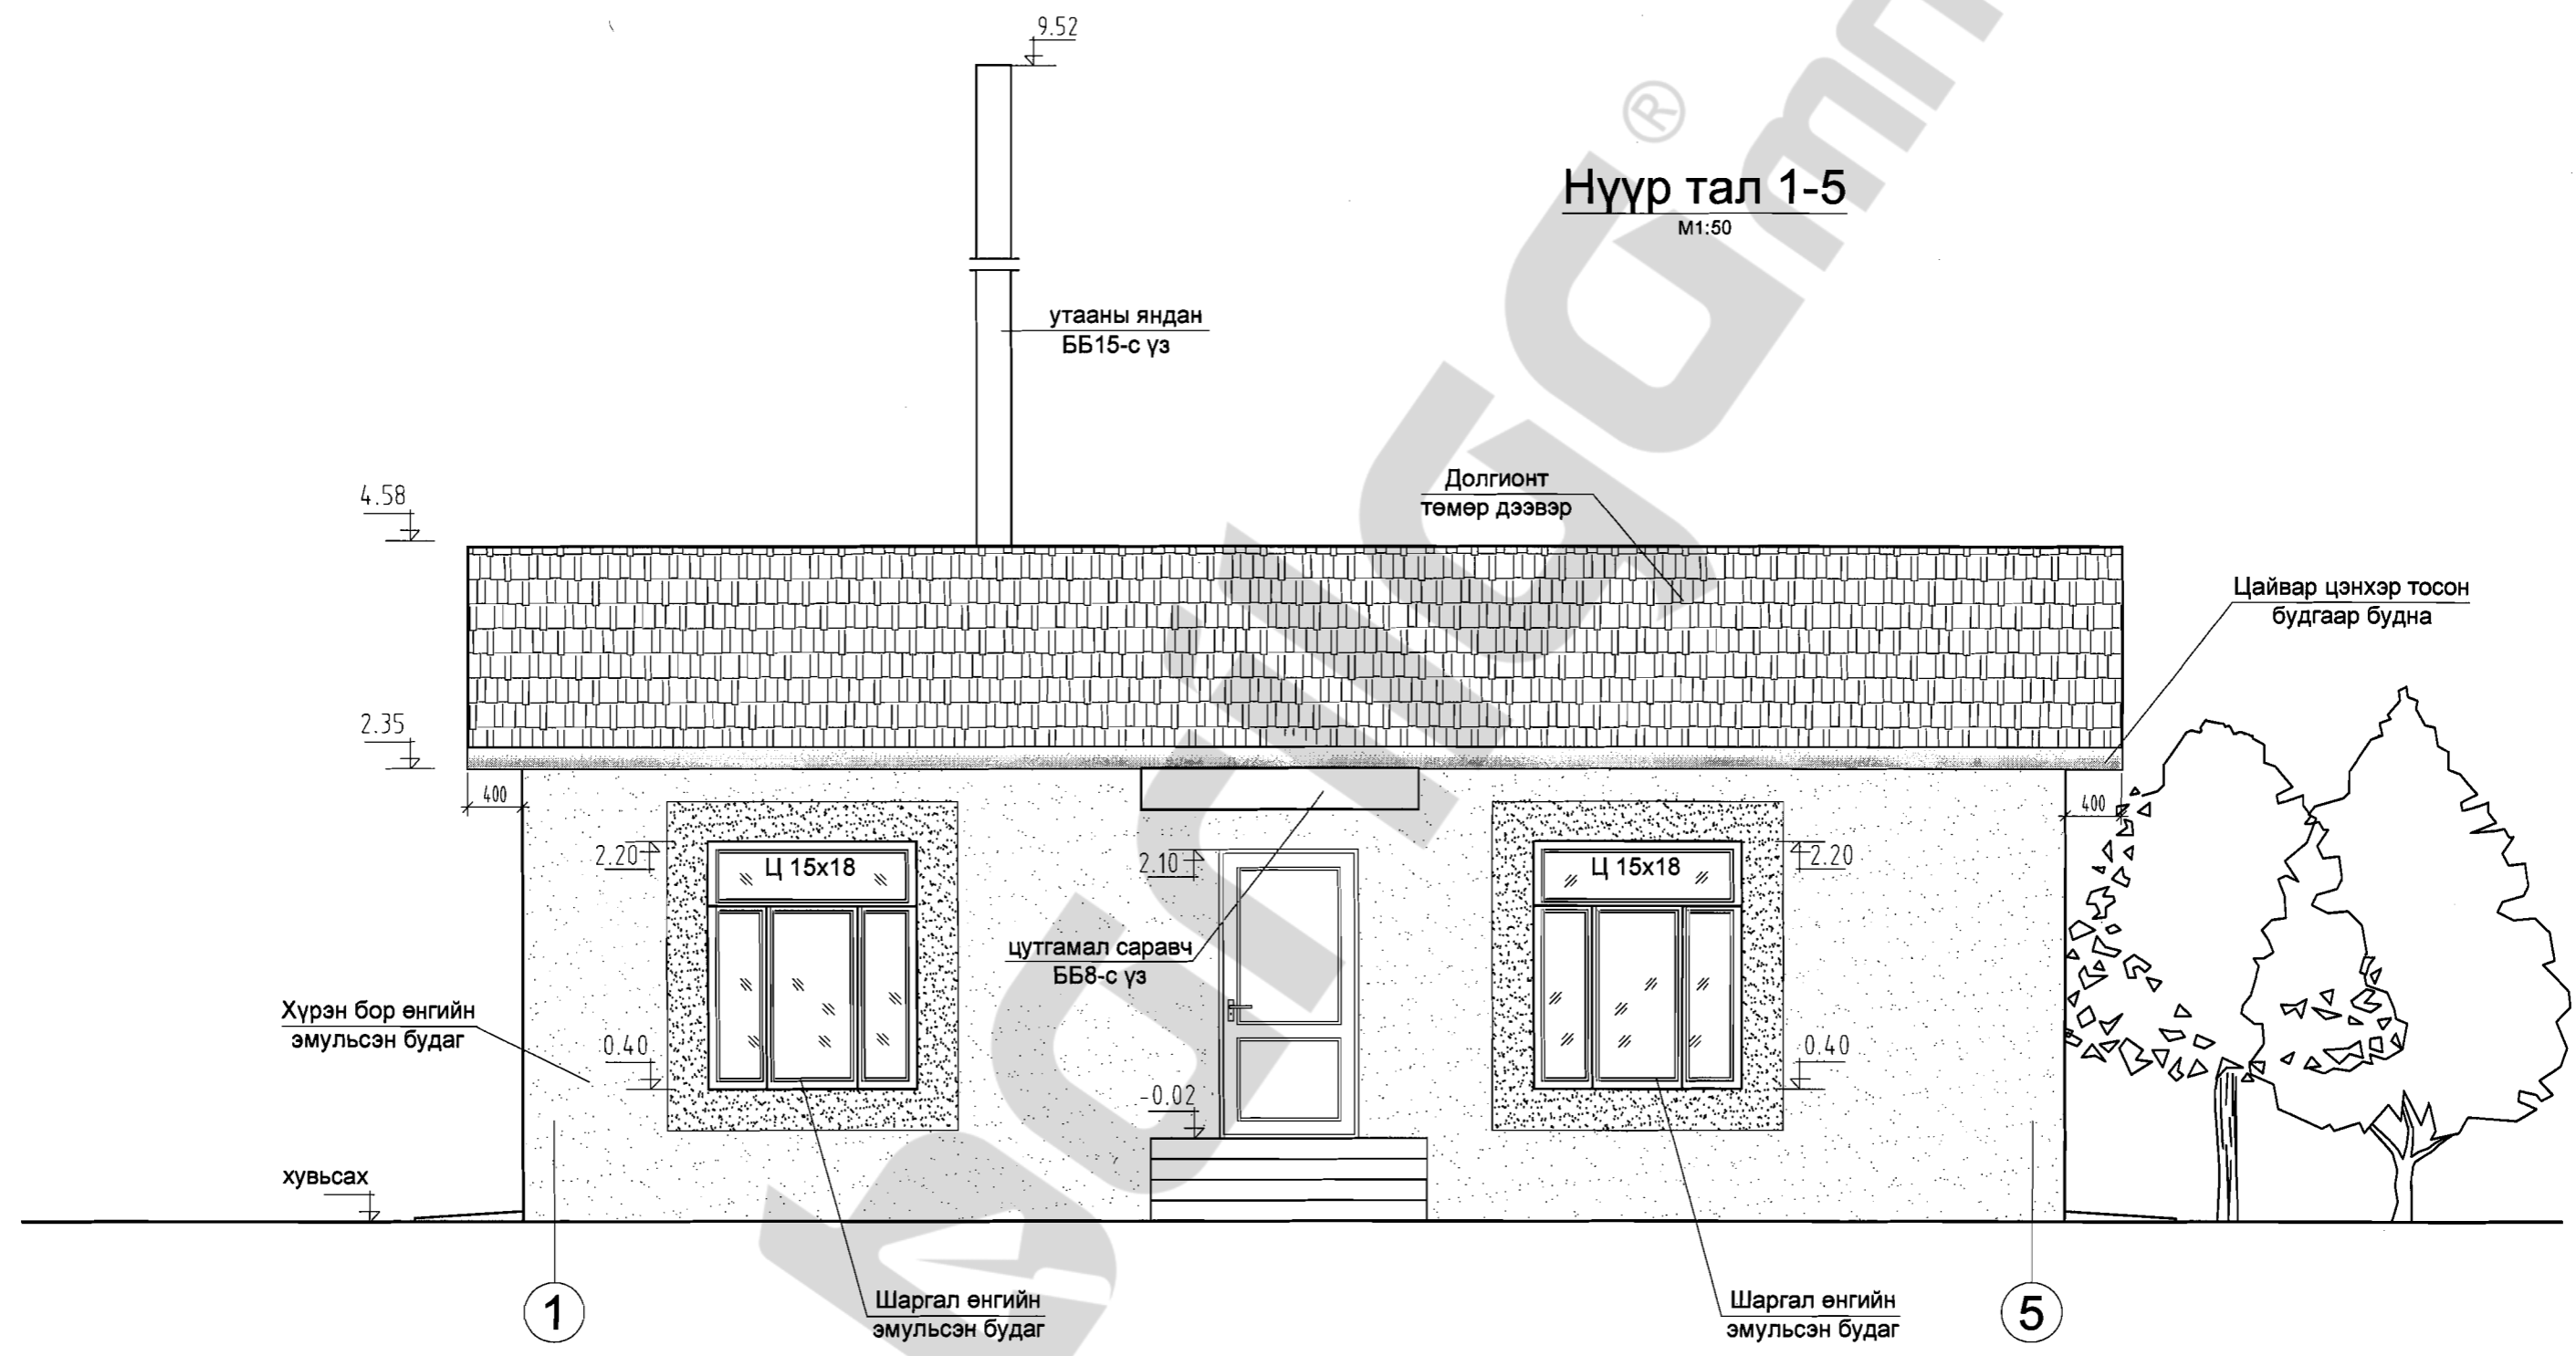 9.52
Нүүр тал 1-5
М1:50
утааны яндан
ББ15-с үз
4.58
Долгионт
төмөр дээвэр
Цайвар цэнхэр тосон
будгаар будна
2.35
400
400
2.20
Ц 15х18
2.10
Ц 15х18
2.20
цутгамал саравч
ББ8-с үз
Хүрэн бор өнгийн
эмульсэн будаг
0.40
0.40
-0.02
хувьсах
1
Шаргал өнгийн
эмульсэн будаг
Шаргал өнгийн
эмульсэн будаг
5